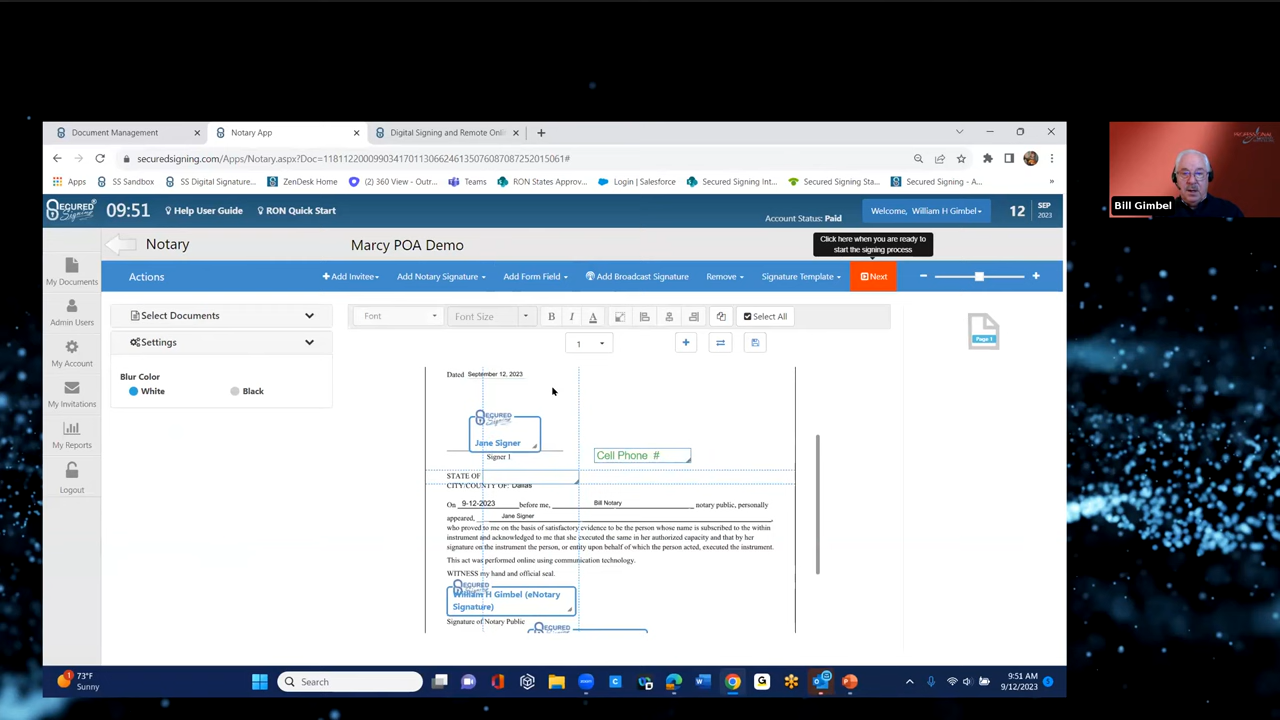 Document Management
Notary App
Digital Signing and Remote Onl
securedsigning.com/Apps/Notary.aspx?Doc=118112200099034170113066246135076087087252015061#
Apps
SS Sandbox
SS Digital Signature...
ZenDesk Home
(2) 360 View - Outr...
Teams
RON States Approv...
Login | Salesforce
Secured Signing Int...
Secured Signing Sta...
Secured Signing - A...
SECURED Signing
09:51
Help User Guide
RON Quick Start
Account Status: Paid
Welcome, William H Gimbel
12
SEP
2023
Bill Gimbel
Notary
Marcy POA Demo
Click here when you are ready to
start the signing process
Actions
Add Invitee
Add Notary Signature
Add Form Field
Add Broadcast Signature
Remove
Signature Template
Next
My Documents
Admin Users
My Account
My Invitations
My Reports
Logout
Select Documents
Settings
Blur Color
White
Black
Font
Font Size
B
I
A
Select All
1
Page 1
Dated September 12, 2023
SECURED Signing
Jane Signer
Signer 1
Cell Phone #
STATE OF
CITY/COUNTY OF: Dallas
On 9-12-2023 before me, Bill Notary notary public, personally
appeared, Jane Signer
who proved to me on the basis of satisfactory evidence to be the person whose name is subscribed to the within
instrument and acknowledged to me that she executed the same in her authorized capacity and that by her
signature on the instrument the person, or entity upon behalf of which the person acted, executed the instrument.
This act was performed online using communication technology.
WITNESS my hand and official seal.
SECURED
William H Gimbel (eNotary
Signature)
Signature of Notary Public
SECURED
73°F
Sunny
Search
9:51 AM
9/12/2023